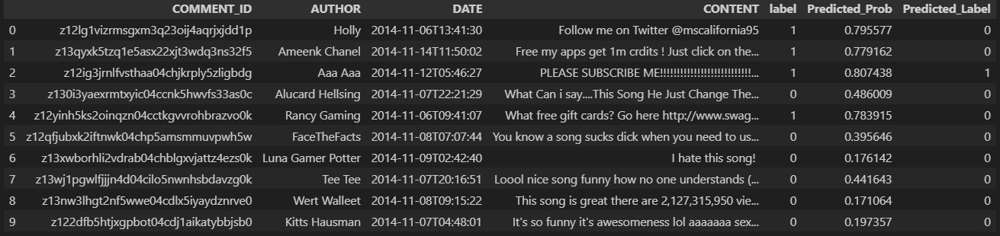 COMMENT_ID AUTHOR DATE CONTENT label Predicted_Prob Predicted_Label
0 z12lg1vizrmsgxm3q23oij4aqrjxjdd1p Holly 2014-11-06T13:41:30 Follow me on Twitter @mscalifornia95 1 0.795577 0
1 z13qyxk5tzq1e5asx22xjt3wdq3ns32f5 Ameenk Chanel 2014-11-14T11:50:02 Free my apps get 1m crdits ! Just click on the... 1 0.779162 0
2 z12ig3jrnlfvsthaa04chjkrply5zligbdg Aaa Aaa 2014-11-12T05:46:27 PLEASE SUBSCRIBE ME!!!!!!!!!!!!!!!!!!!!!!!!!!!... 1 0.807438 1
3 z130i3yaexrmtxyic04ccnk5hwvfs33as0c Alucard Hellsing 2014-11-07T22:21:29 What Can i say....This Song He Just Change The... 0 0.486009 0
4 z12yinh5ks2oinqzn04cctkgvvrohbrazvo0k Rancy Gaming 2014-11-06T09:41:07 What free gift cards? Go here http://www.swag... 1 0.783915 0
5 z12qfjubxk2iftnwk04chp5amsmmuvpwh5w FaceTheFacts 2014-11-08T07:07:44 You know a song sucks dick when you need to us... 0 0.395646 0
6 z13xwborhli2vdrab04chblgxvjattz4ezs0k Luna Gamer Potter 2014-11-09T02:42:40 I hate this song! 0 0.176142 0
7 z13wj1pgwlfjjjn4d04cilo5nwnhsbdavzg0k Tee Tee 2014-11-07T20:16:51 Loool nice song funny how no one understands (... 0 0.441643 0
8 z13nw3lhgt2nf5wwe04cdlx5iyaydznrve0 Wert Walleet 2014-11-08T09:15:22 This song is great there are 2,127,315,950 vie... 0 0.171064 0
9 z122dfb5htjxgpbot04cdj1aikatybbjsb0 Kitts Hausman 2014-11-07T04:48:01 It's so funny it's awesomeness lol aaaaaaa sex... 0 0.197357 0